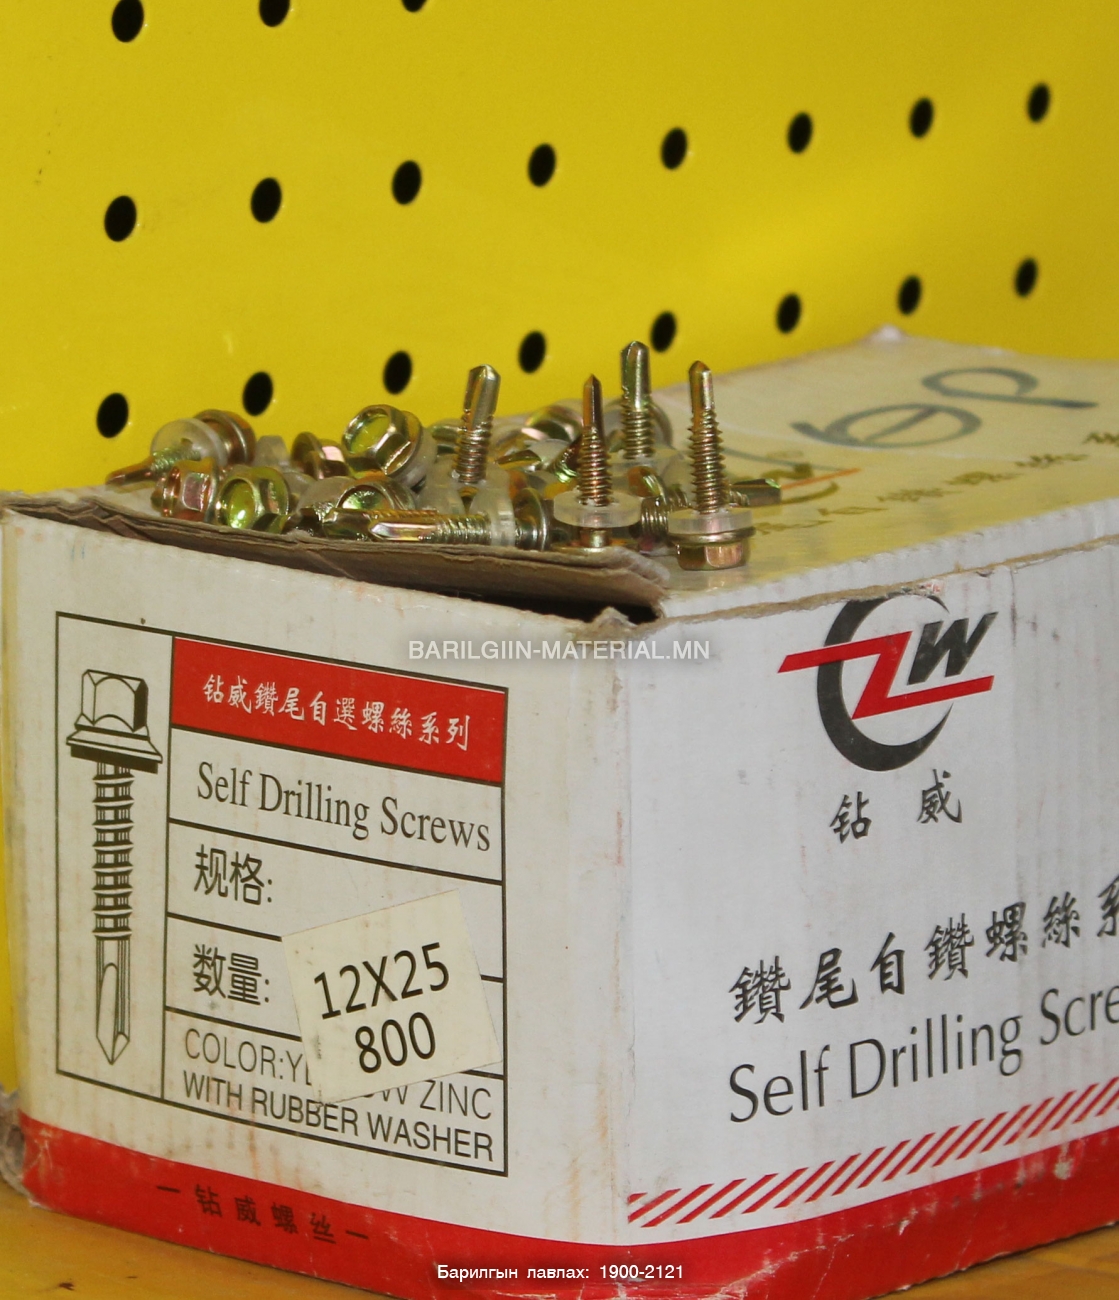 BARILGIIN-MATERIAL.MN
钻威鑽尾自選螺絲系列
Self Drilling Screws
规格:
数量:
12X25
800
COLOR: ZINC
WITH RUBBER WASHER
一钻威螺丝一
ZW
钻威
鑽尾自鑽螺絲
Self Drilling
Барилгын лавлах: 1900-2121